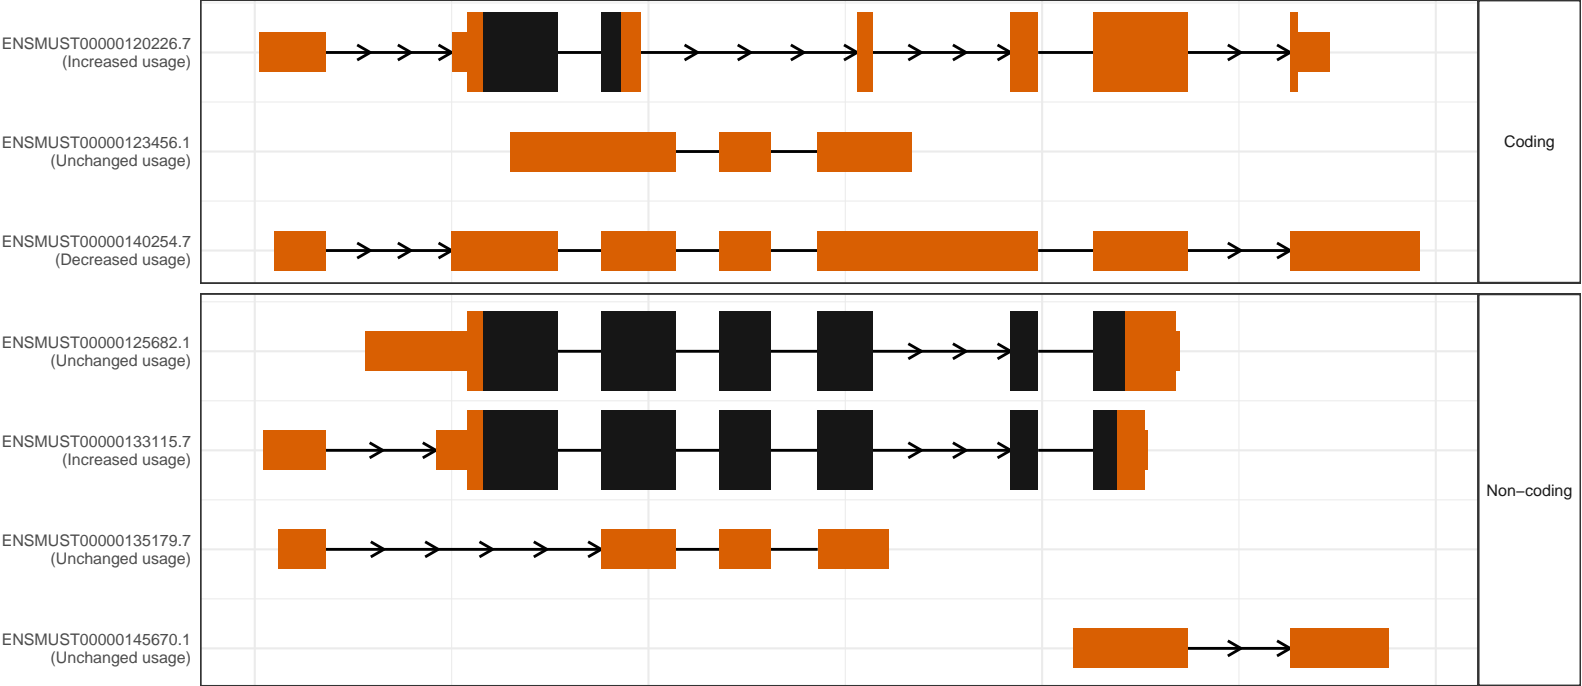 ENSMUST00000120226.7
(Increased usage)
ENSMUST00000123456.1
(Unchanged usage)
ENSMUST00000140254.7
(Decreased usage)
Coding
ENSMUST00000125682.1
(Unchanged usage)
ENSMUST00000133115.7
(Increased usage)
ENSMUST00000135179.7
(Unchanged usage)
ENSMUST00000145670.1
(Unchanged usage)
Non−coding